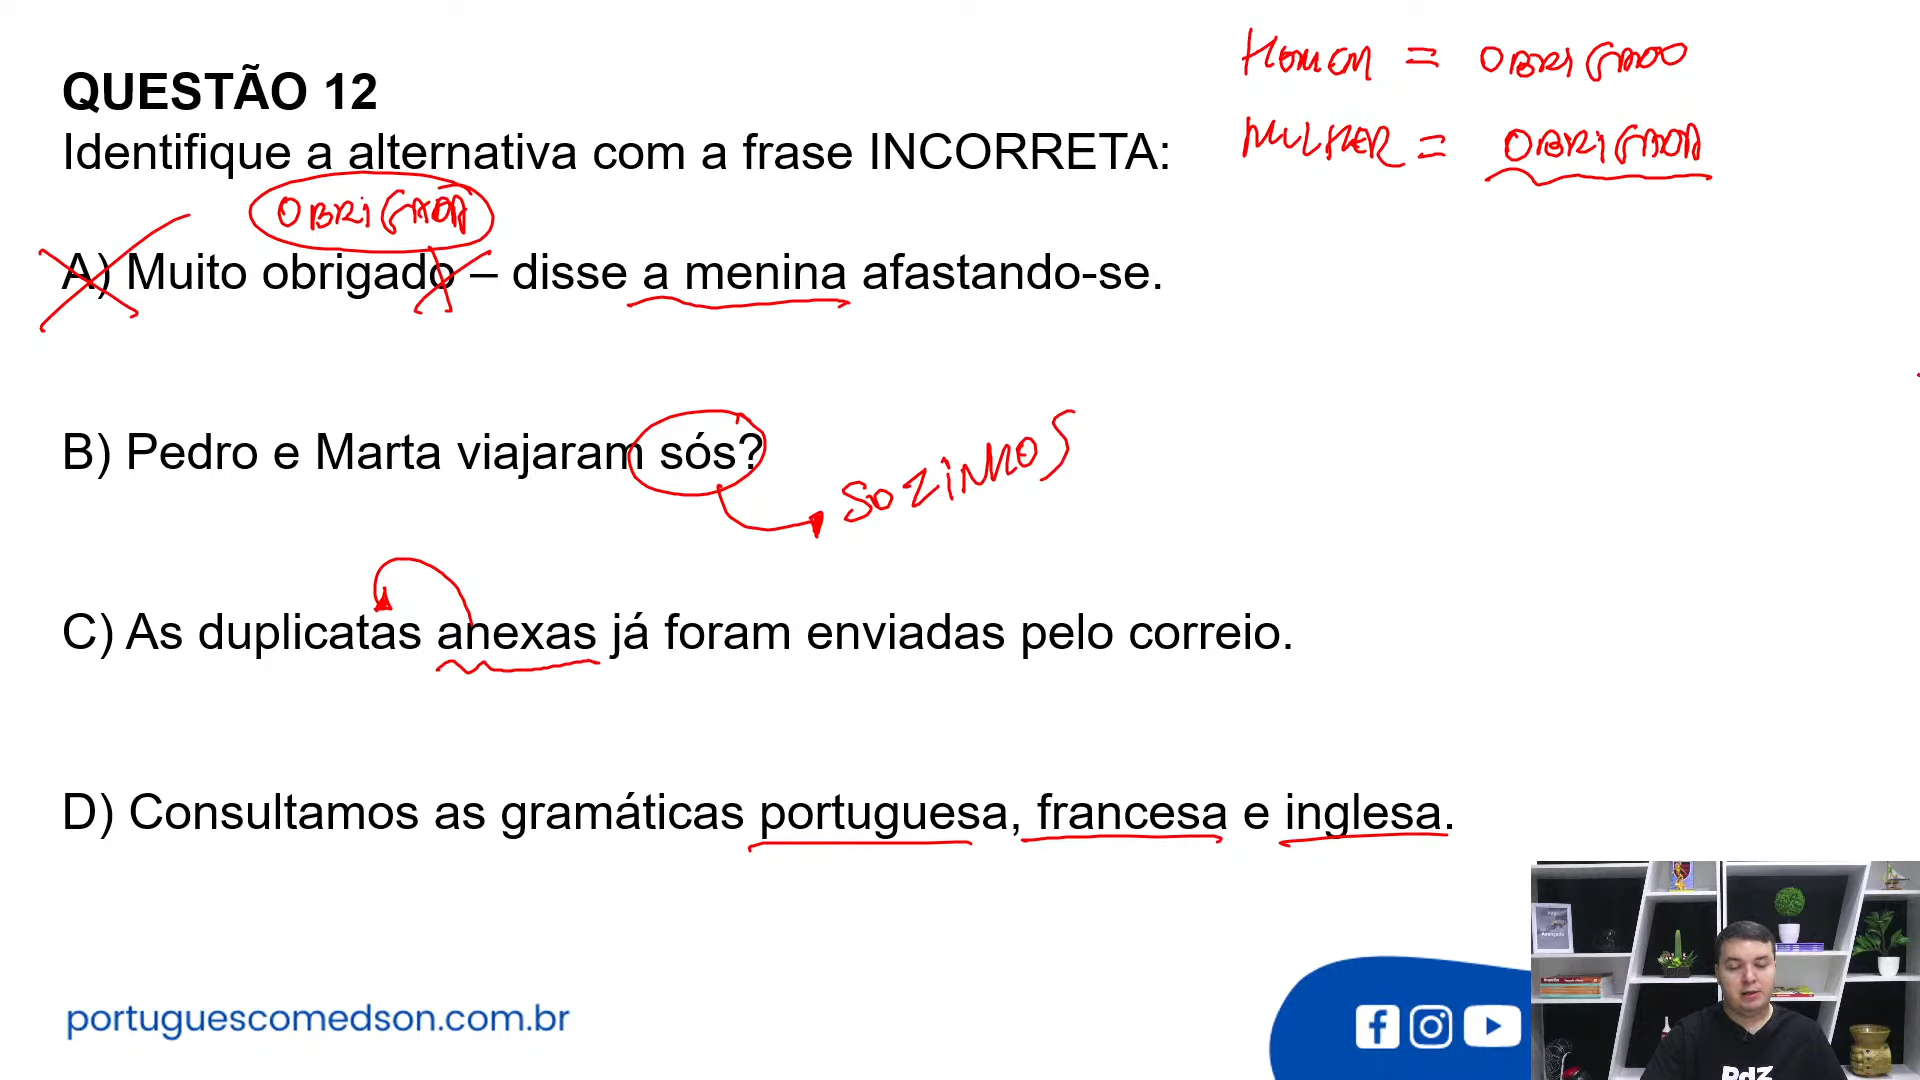 HOMEM = OBRIGADO
QUESTÃO 12
MULHER = OBRIGADA
Identifique a alternativa com a frase INCORRETA:
OBRIGADA
A) Muito obrigado – disse a menina afastando-se.
B) Pedro e Marta viajaram sós?
SOZINHOS
C) As duplicatas anexas já foram enviadas pelo correio.
D) Consultamos as gramáticas portuguesa, francesa e inglesa.
portuguescomedson.com.br
PdZ